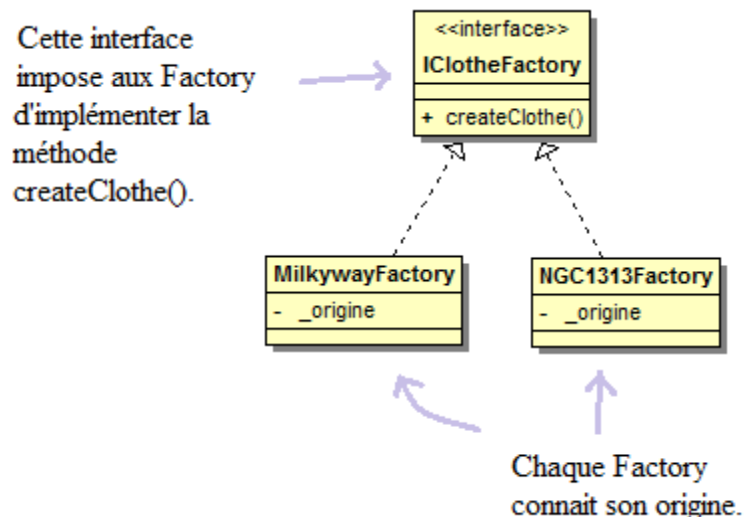 Cette interface
impose aux Factory
d'implémenter la
méthode
createClothe().
<<interface>>
IClotheFactory
+ createClothe()
MilkywayFactory
- _origine
NGC1313Factory
- _origine
Chaque Factory
connait son origine.